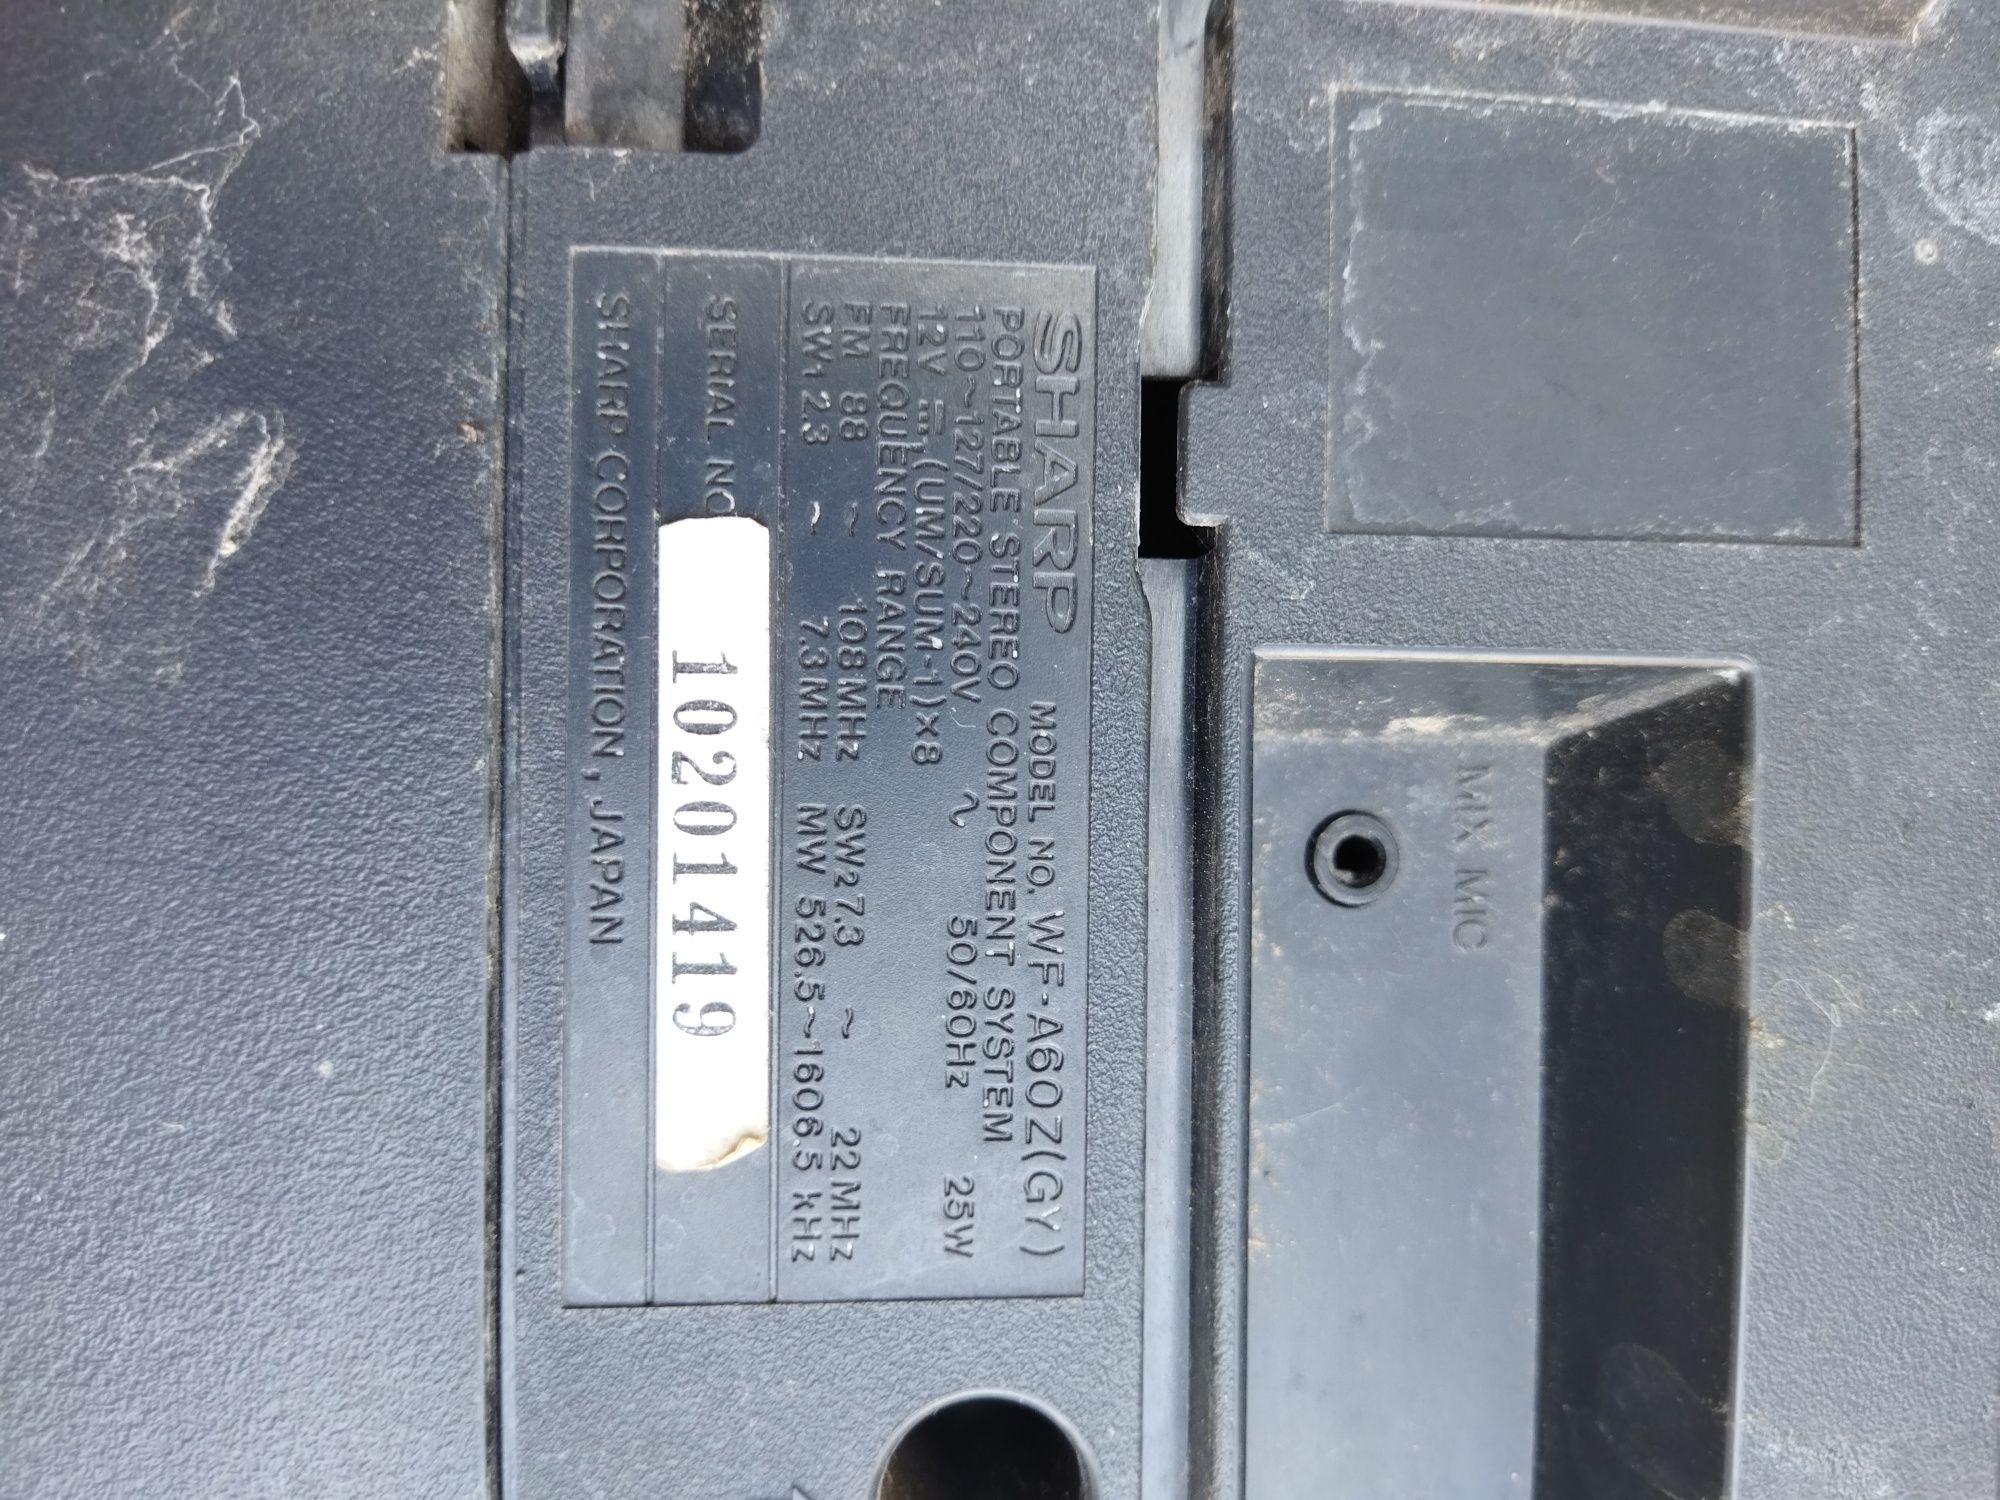 SHARP MODEL NO. WF-A60Z(GY)
PORTABLE STEREO COMPONENT SYSTEM
110~127/220~240V ∿ 50/60Hz 25W
12V ⎓ (UM/SUM-1)×8
FREQUENCY RANGE
FM 88 ~ 108MHz SW2 7.3 ~ 22MHz
SW1 2.3 ~ 7.3MHz MW 526.5~1606.5 kHz
SERIAL NO
10201419
SHARP CORPORATION, JAPAN
MIX MIC